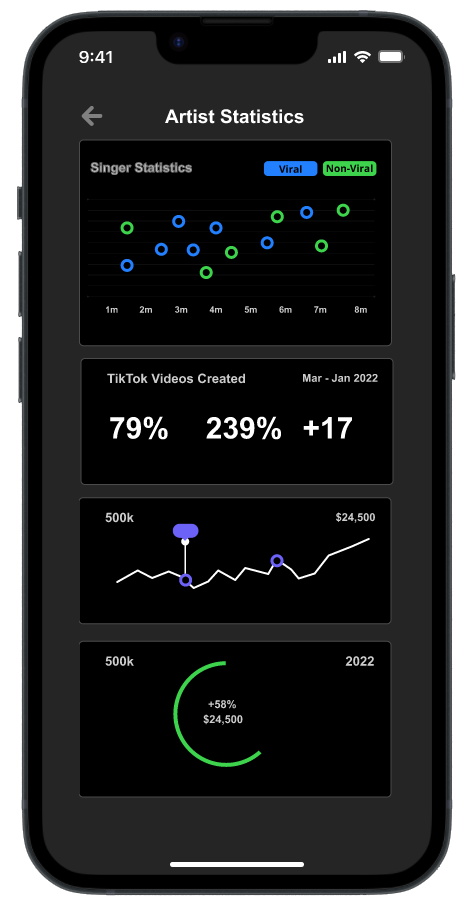 9:41
Artist Statistics
Singer Statistics Viral Non-Viral
1m 2m 3m 4m 5m 6m 7m 8m
TikTok Videos Created Mar - Jan 2022
79% 239% +17
500k $24,500
500k 2022
+58%
$24,500